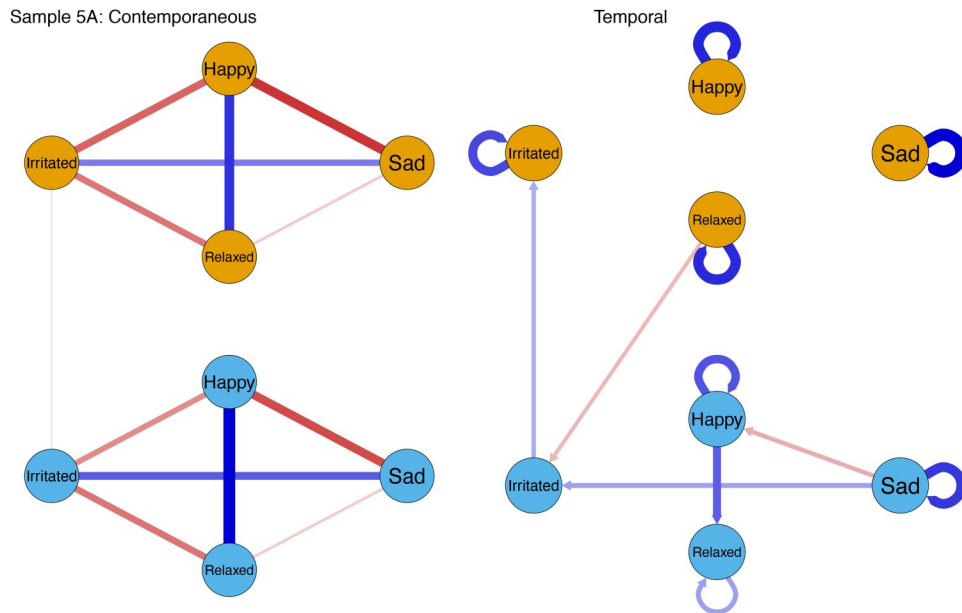 Sample 5A: Contemporaneous
Happy
Irritated
Sad
Relaxed
Happy
Irritated
Sad
Relaxed
Temporal
Happy
Irritated
Sad
Relaxed
Happy
Irritated
Sad
Relaxed